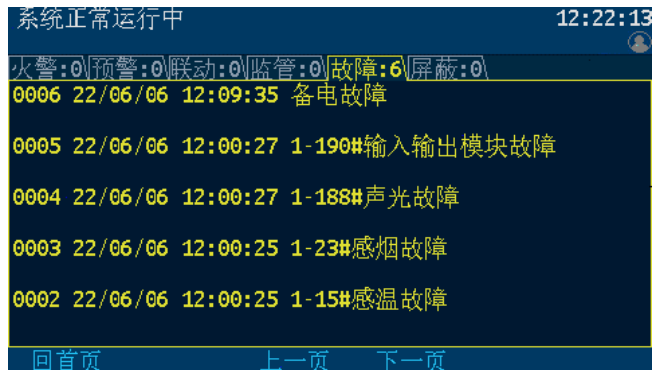 系统正常运行中 12:22:13
火警:0\预警:0\联动:0\监管:0\故障:6\屏蔽:0\
0006 22/06/06 12:09:35 备电故障
0005 22/06/06 12:00:27 1-190#输入输出模块故障
0004 22/06/06 12:00:27 1-188#声光故障
0003 22/06/06 12:00:25 1-23#感烟故障
0002 22/06/06 12:00:25 1-15#感温故障
回首页 上一页 下一页